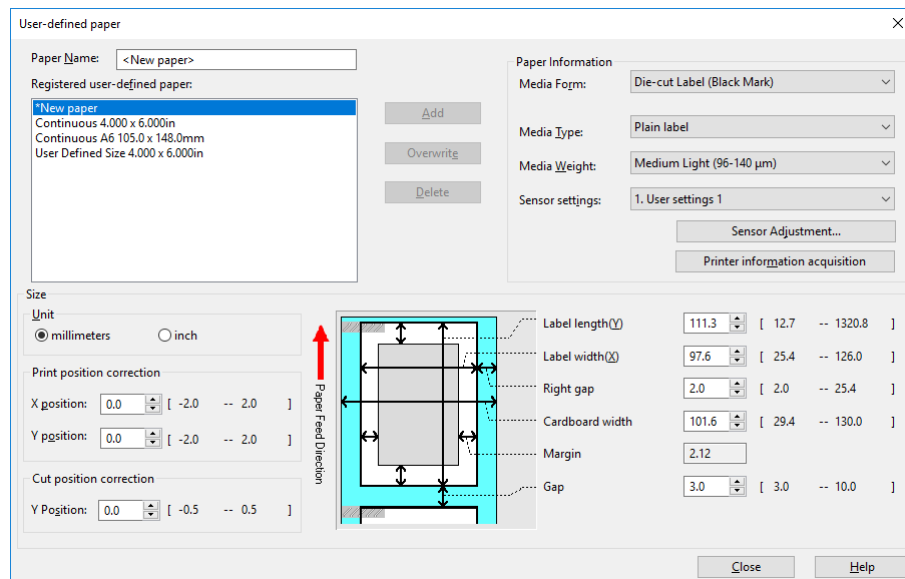 User-defined paper
Paper Name: <New paper>
Registered user-defined paper:
*New paper
Continuous 4.000 x 6.000in
Continuous A6 105.0 x 148.0mm
User Defined Size 4.000 x 6.000in
Add
Overwrite
Delete
Paper Information
Media Form: Die-cut Label (Black Mark)
Media Type: Plain label
Media Weight: Medium Light (96-140 µm)
Sensor settings: 1. User settings 1
Sensor Adjustment...
Printer information acquisition
Size
Unit
millimeters inch
Print position correction
X position: 0.0 [ -2.0 -- 2.0 ]
Y position: 0.0 [ -2.0 -- 2.0 ]
Cut position correction
Y Position: 0.0 [ -0.5 -- 0.5 ]
Paper Feed Direction
Label length(Y) 111.3 [ 12.7 -- 1320.8 ]
Label width(X) 97.6 [ 25.4 -- 126.0 ]
Right gap 2.0 [ 2.0 -- 25.4 ]
Cardboard width 101.6 [ 29.4 -- 130.0 ]
Margin 2.12
Gap 3.0 [ 3.0 -- 10.0 ]
Close Help